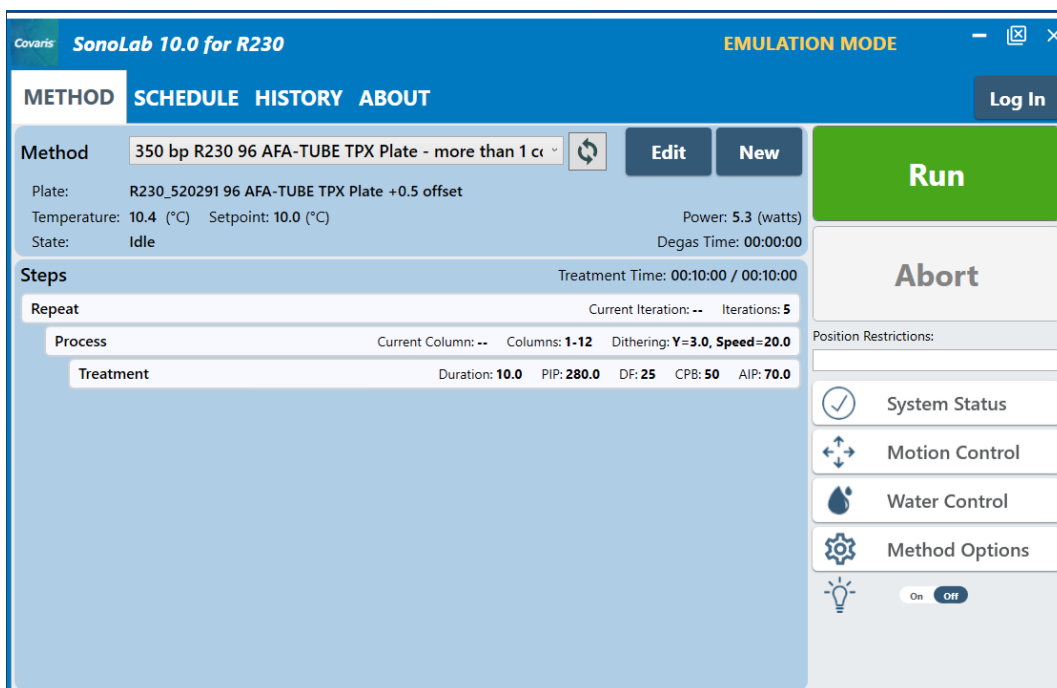 Covaris SonoLab 10.0 for R230 EMULATION MODE
METHOD SCHEDULE HISTORY ABOUT Log In
Method 350 bp R230 96 AFA-TUBE TPX Plate - more than 1 Edit New
Plate: R230_520291 96 AFA-TUBE TPX Plate +0.5 offset
Temperature: 10.4 (°C) Setpoint: 10.0 (°C) Power: 5.3 (watts)
State: Idle Degas Time: 00:00:00
Steps Treatment Time: 00:10:00 / 00:10:00
Repeat Current Iteration: -- Iterations: 5
Process Current Column: -- Columns: 1-12 Dithering: Y=3.0, Speed=20.0
Treatment Duration: 10.0 PIP: 280.0 DF: 25 CPB: 50 AIP: 70.0
Run
Abort
Position Restrictions:
System Status
Motion Control
Water Control
Method Options
On Off